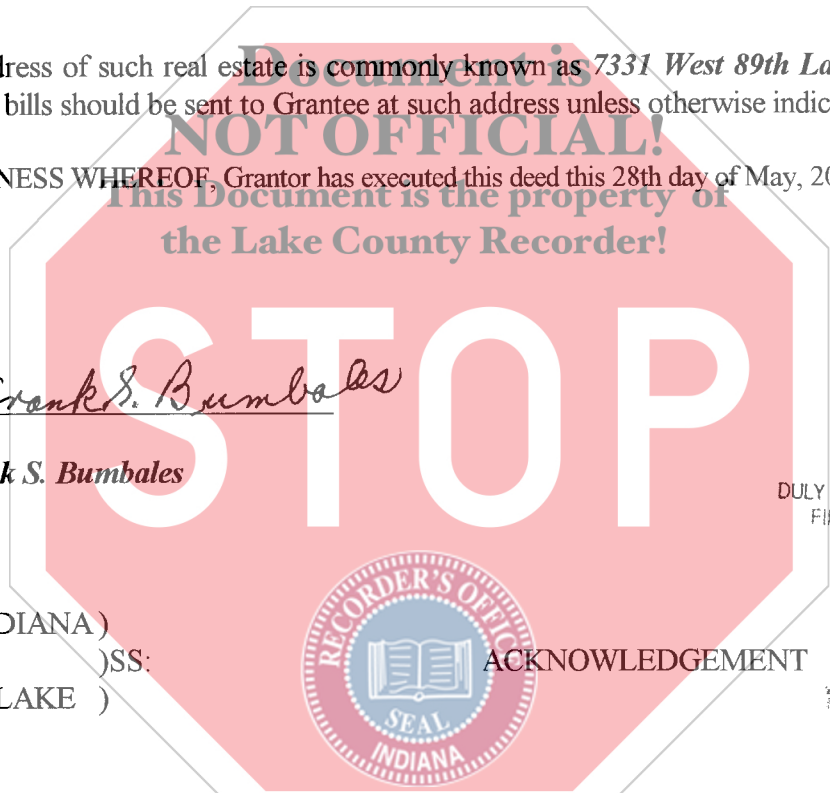 Document is
dress of such real estate is commonly known as 7331 West 89th La
bills should be sent to Grantee at such address unless otherwise indic
NOT OFFICIAL!
NESS WHEREOF, Grantor has executed this deed this 28th day of May, 20
This Document is the property of
the Lake County Recorder!
STOP
Frank S. Bumbales
k S. Bumbales
DULY
FI
DIANA )
)SS:
ACKNOWLEDGEMENT
LAKE )
RECORDER'S OFFICE
SEAL
INDIANA